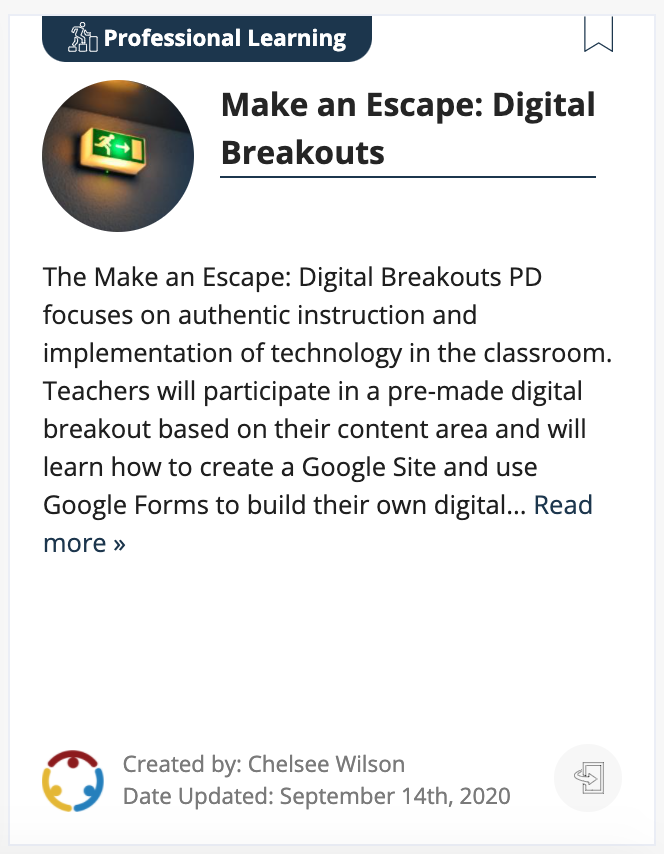 Professional Learning
Make an Escape: Digital
Breakouts
The Make an Escape: Digital Breakouts PD
focuses on authentic instruction and
implementation of technology in the classroom.
Teachers will participate in a pre-made digital
breakout based on their content area and will
learn how to create a Google Site and use
Google Forms to build their own digital... Read
more »
Created by: Chelsee Wilson
Date Updated: September 14th, 2020